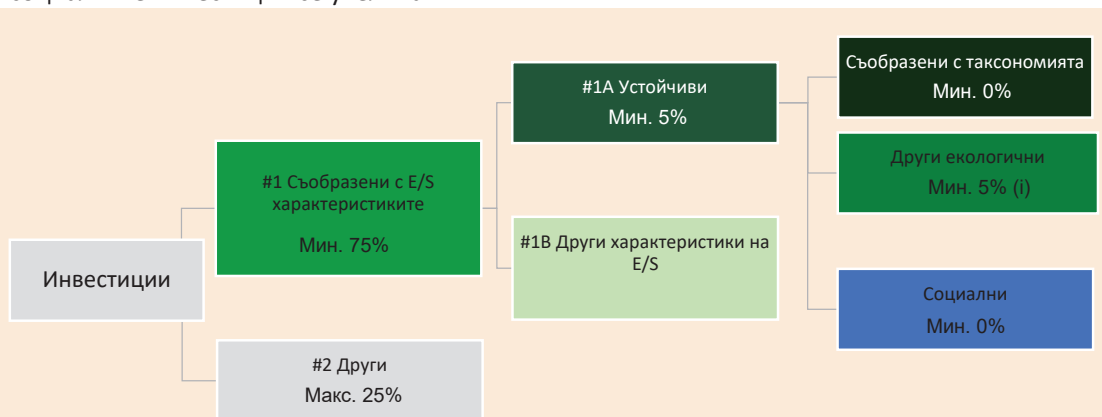 Съобразени с таксономията
Мин. 0%
#1A Устойчиви
Мин. 5%
Други екологични
Мин. 5% (i)
#1 Съобразени с E/S
характеристиките
Мин. 75%
#1B Други характеристики на
E/S
Инвестиции
Социални
Мин. 0%
#2 Други
Макс. 25%